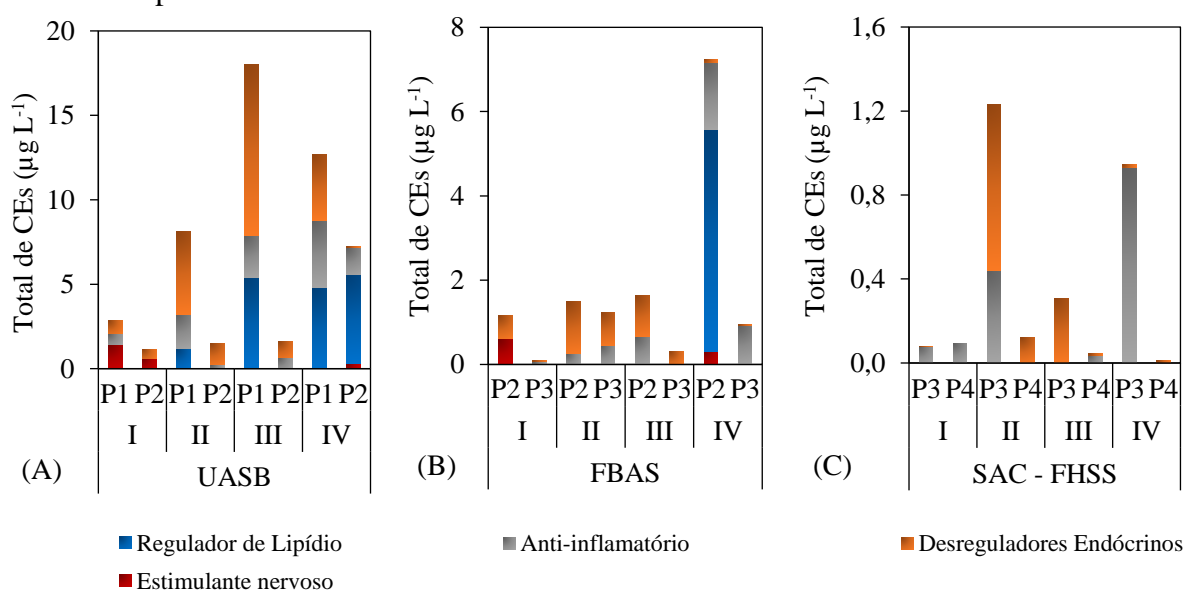 20
15
10
5
0
Total de CEs (µg L-1)
P1 P2 P1 P2 P1 P2 P1 P2
I II III IV
(A) UASB
8
6
4
2
0
Total de CEs (µg L-1)
P2 P3 P2 P3 P2 P3 P2 P3
I II III IV
(B) FBAS
1,6
1,2
0,8
0,4
0,0
Total de CEs (µg L-1)
P3 P4 P3 P4 P3 P4 P3 P4
I II III IV
(C) SAC - FHSS
Regulador de Lipídio
Anti-inflamatório
Desreguladores Endócrinos
Estimulante nervoso